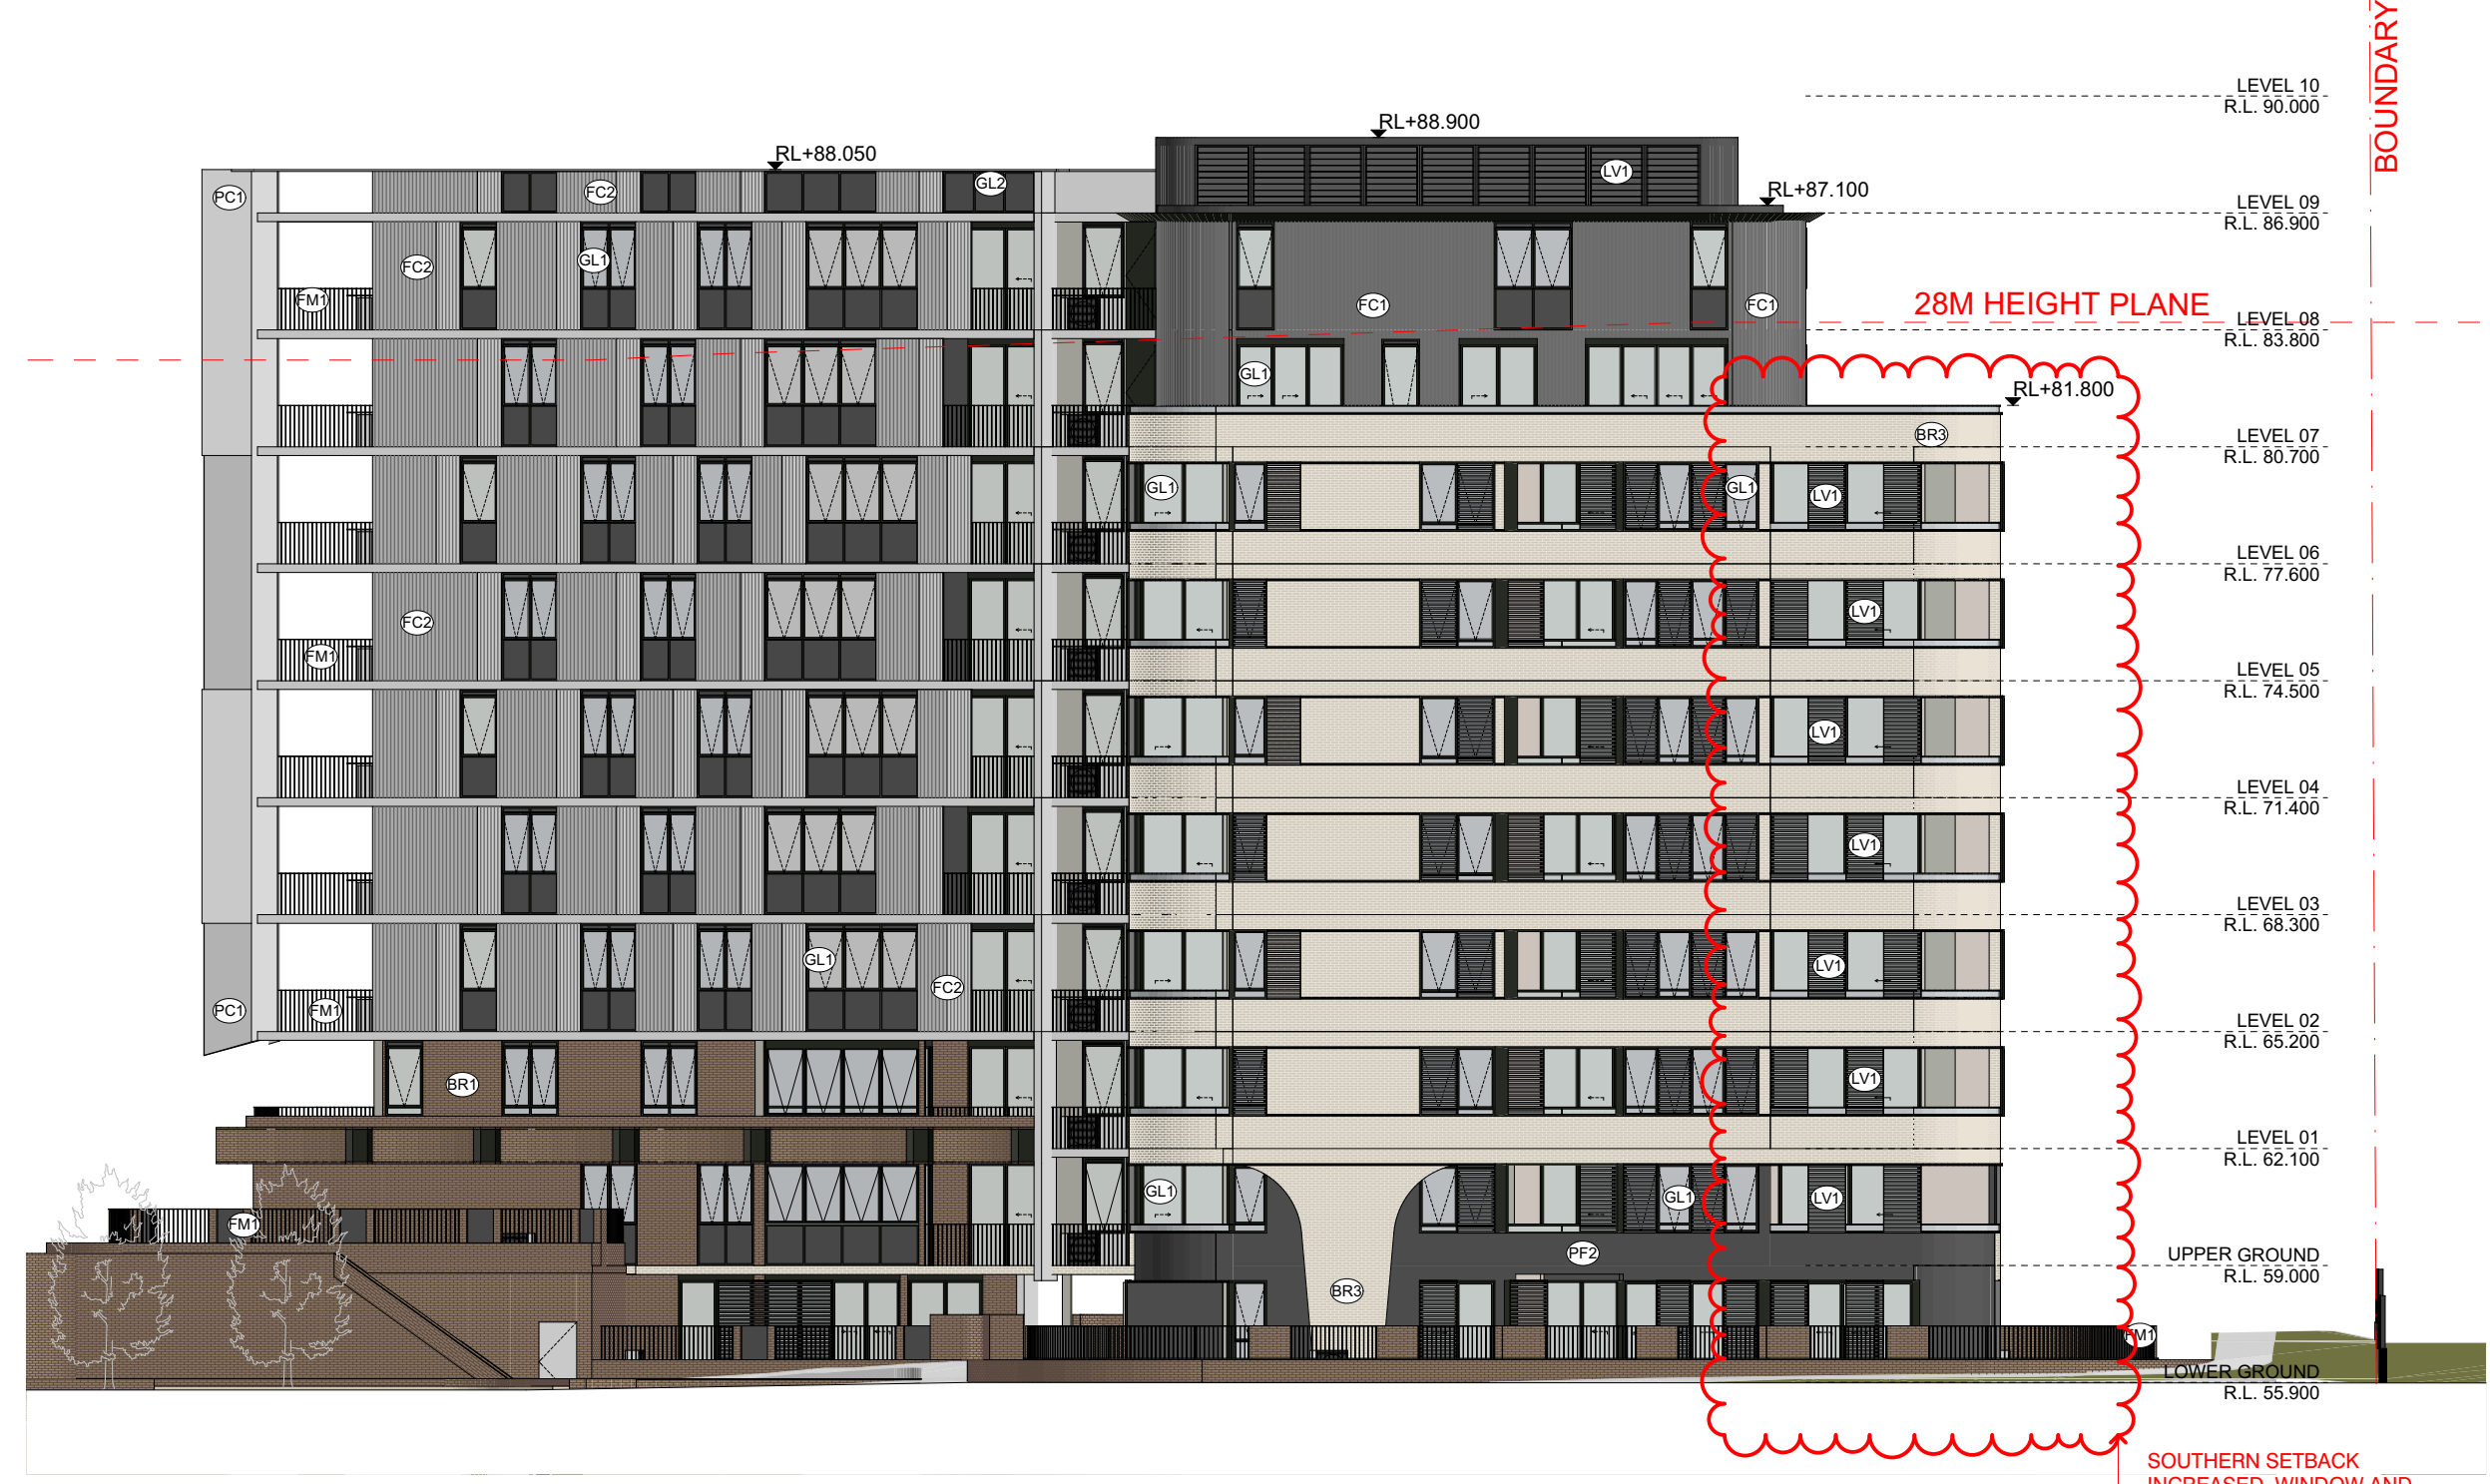 BOUNDARY
LEVEL 10
R.L. 90.000
RL+88.900
RL+88.050
LV1
GL2
FC2
PC1
RL+87.100
LEVEL 09
R.L. 86.900
GL1
FC2
FM1
FC1
FC1
28M HEIGHT PLANE
LEVEL 08
R.L. 83.800
GL1
RL+81.800
BR3
LEVEL 07
R.L. 80.700
GL1
GL1
LV1
LEVEL 06
R.L. 77.600
LV1
FC2
FM1
LEVEL 05
R.L. 74.500
LV1
LEVEL 04
R.L. 71.400
LV1
LEVEL 03
R.L. 68.300
GL1
LV1
FC2
PC1
FM1
LEVEL 02
R.L. 65.200
LV1
BR1
LEVEL 01
R.L. 62.100
GL1
GL1
LV1
FM1
PF2
UPPER GROUND
R.L. 59.000
BR3
FM1
LOWER GROUND
R.L. 55.900
SOUTHERN SETBACK
INCREASED, WINDOW AND